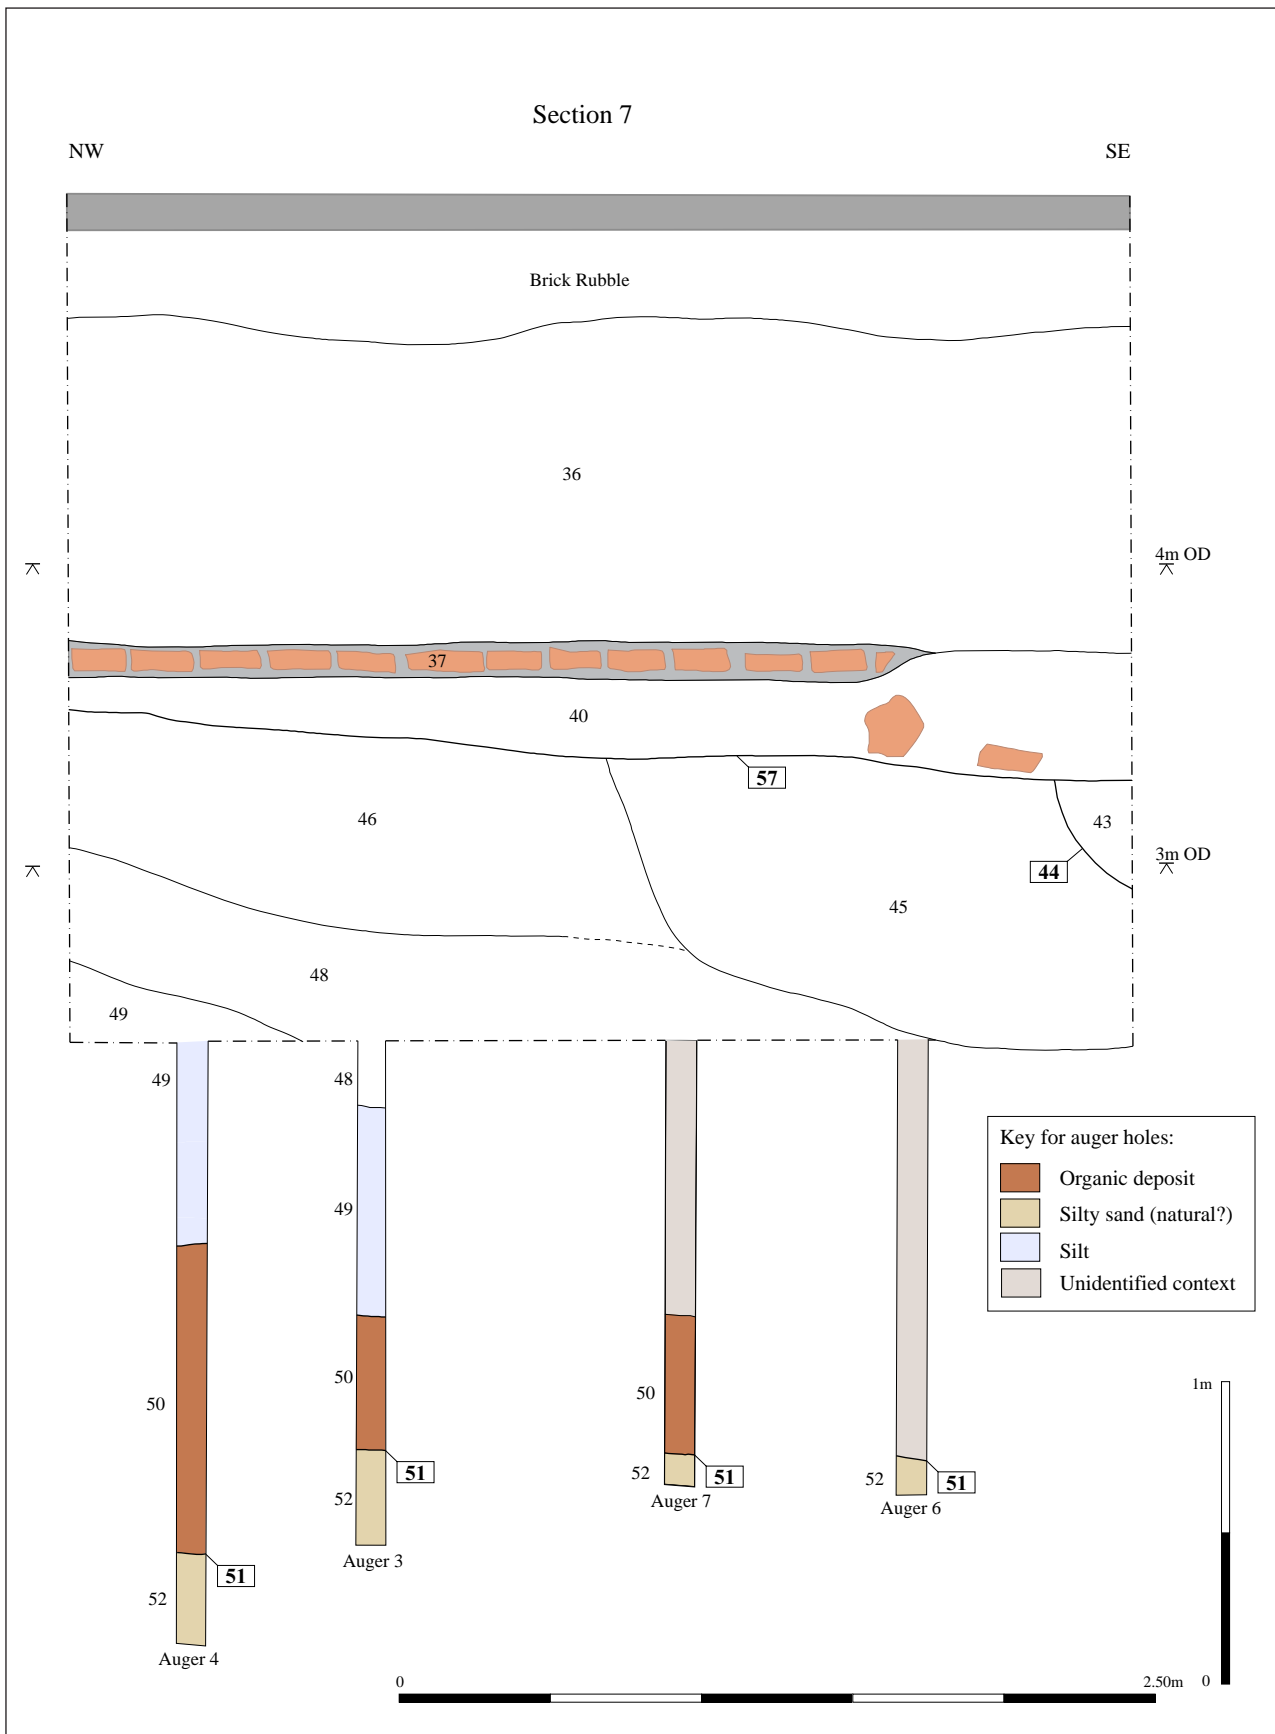 Section 7
NW
SE
Brick Rubble
36
4m OD
37
40
57
46
43
3m OD
44
45
48
49
49
48
49
Key for auger holes:
Organic deposit
Silty sand (natural?)
Silt
Unidentified context
50
50
50
1m
51
51
51
52
52
52
Auger 7
Auger 6
Auger 3
51
52
Auger 4
0
2.50m
0